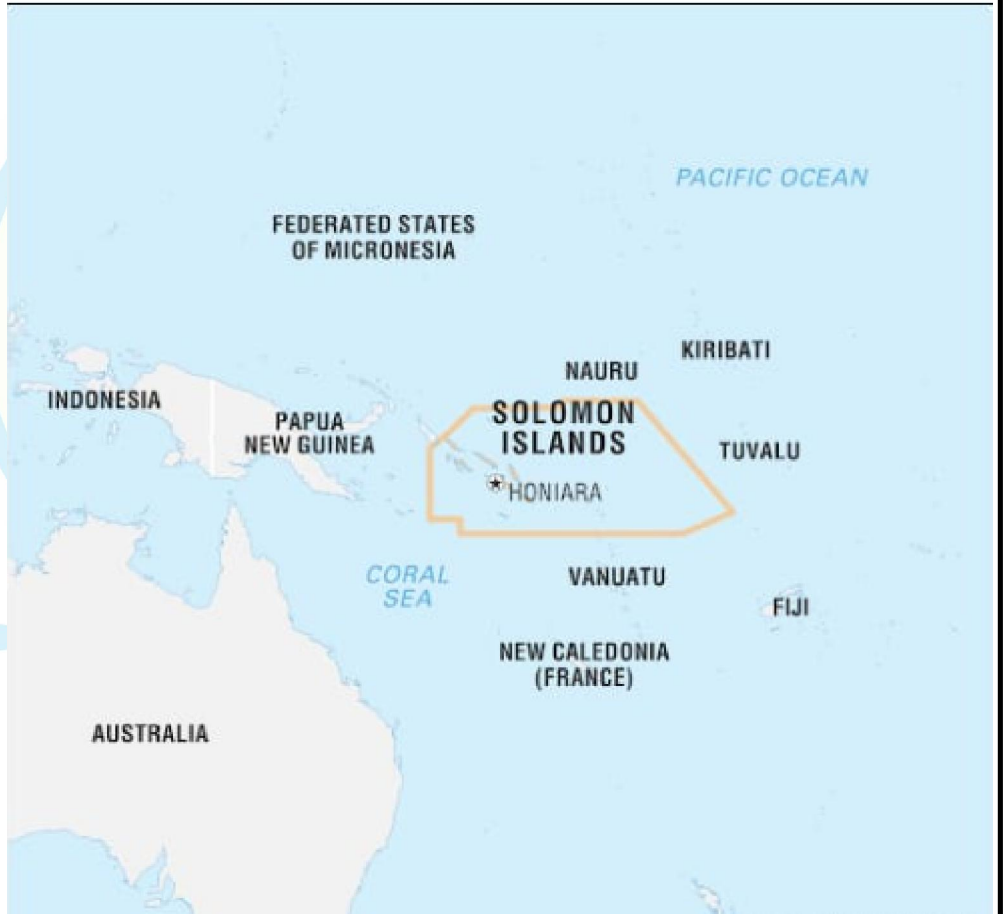 PACIFIC OCEAN
FEDERATED STATES
OF MICRONESIA
KIRIBATI
NAURU
INDONESIA
PAPUA
NEW GUINEA
SOLOMON
ISLANDS
TUVALU
HONIARA
CORAL
SEA
VANUATU
FIJI
NEW CALEDONIA
(FRANCE)
AUSTRALIA